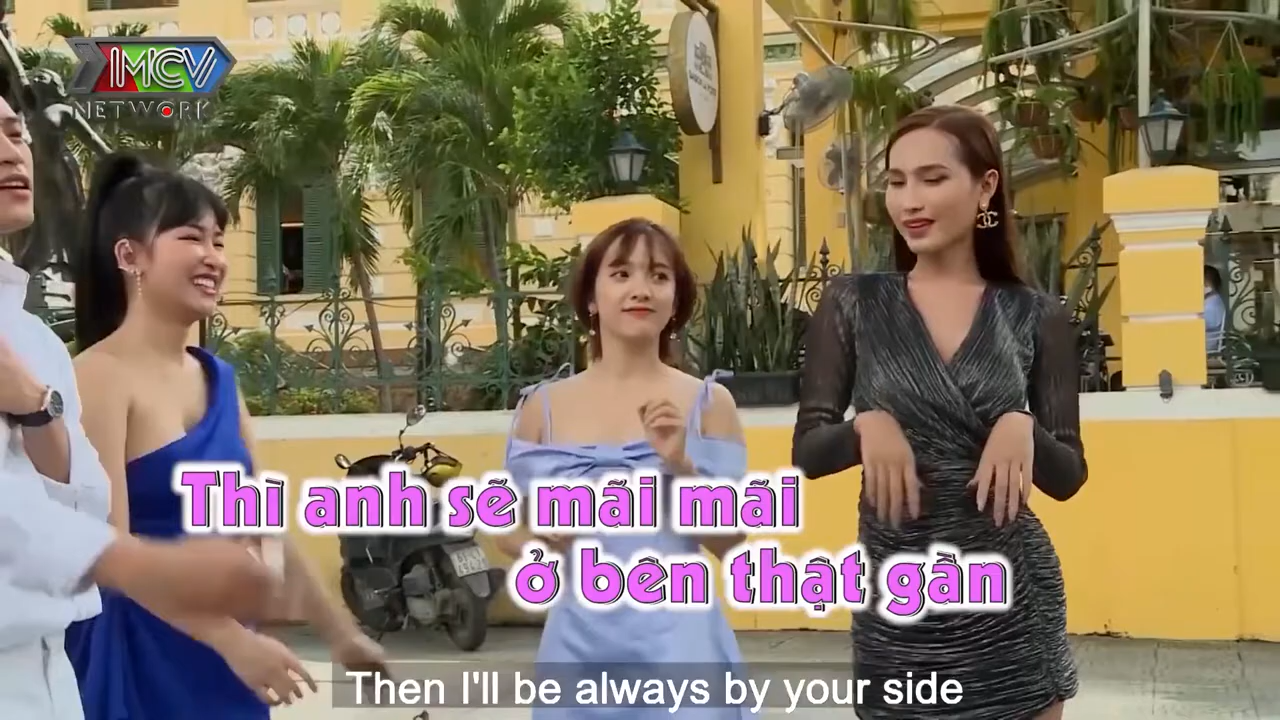 MCV
NETWORK
Thì anh sẽ mãi mãi
ở bên thật gần
Then I'll be always by your side